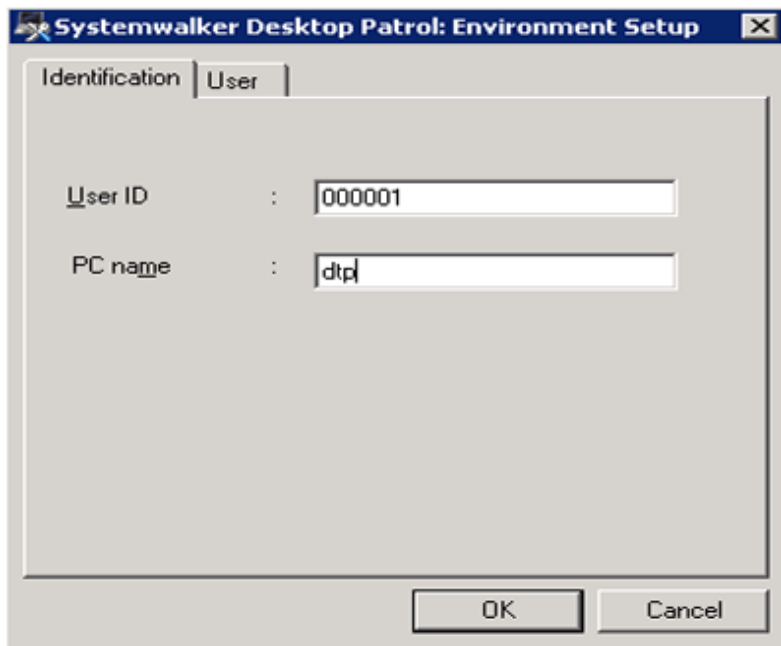 Systemwalker Desktop Patrol: Environment Setup
Identification User
User ID : 000001
PC name : dtp
OK Cancel